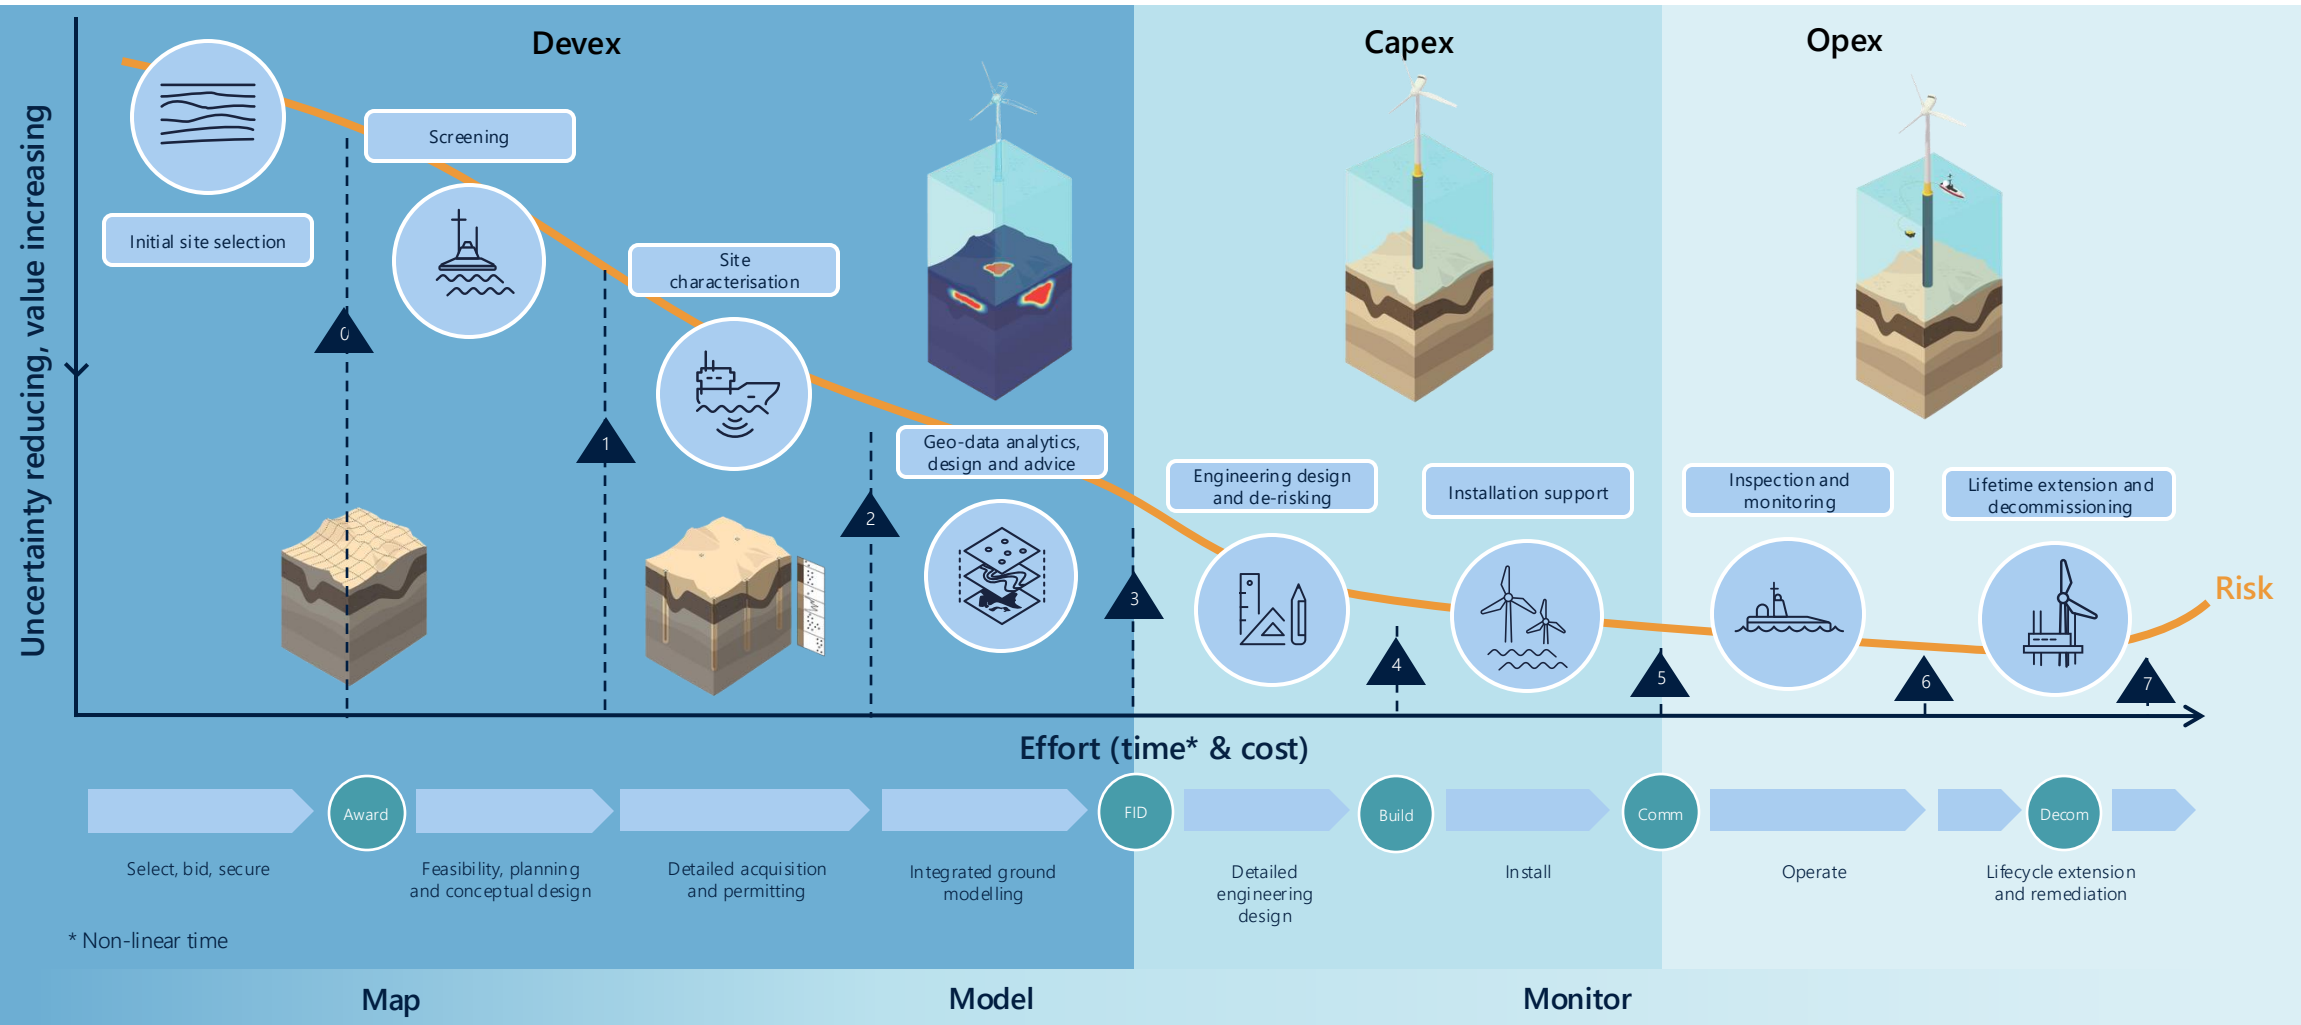 Devex
Capex
Opex
Uncertainty reducing, value increasing
Screening
Initial site selection
Site
characterisation
Geo-data analytics,
design and advice
Engineering design
and de-risking
Installation support
Inspection and
monitoring
Lifetime extension and
decommissioning
Risk
0
1
2
3
4
5
6
7
Effort (time* & cost)
Award
FID
Build
Comm
Decom
Select, bid, secure
Feasibility, planning
and conceptual design
Detailed acquisition
and permitting
Integrated ground
modelling
Detailed
engineering
design
Install
Operate
Lifecycle extension
and remediation
* Non-linear time
Map
Model
Monitor